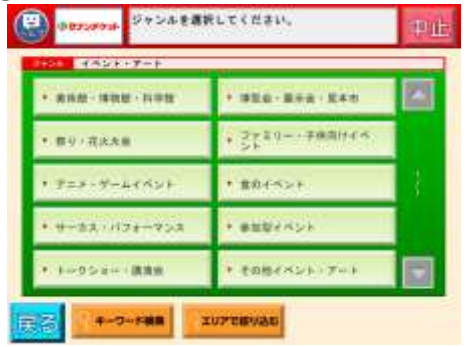 セブンチケット
ジャンルを選択してください。
中止
ジャンル イベント・アート
・美術館・博物館・科学館
・博覧会・展示会・見本市
・祭り・花火大会
・ファミリー・子供向けイベント
ント
・アニメ・ゲームイベント
・食のイベント
・サーカス・パフォーマンス
・参加型イベント
・トークショー・講演会
・その他イベント・アート
戻る
キーワード検索
エリアで絞り込む